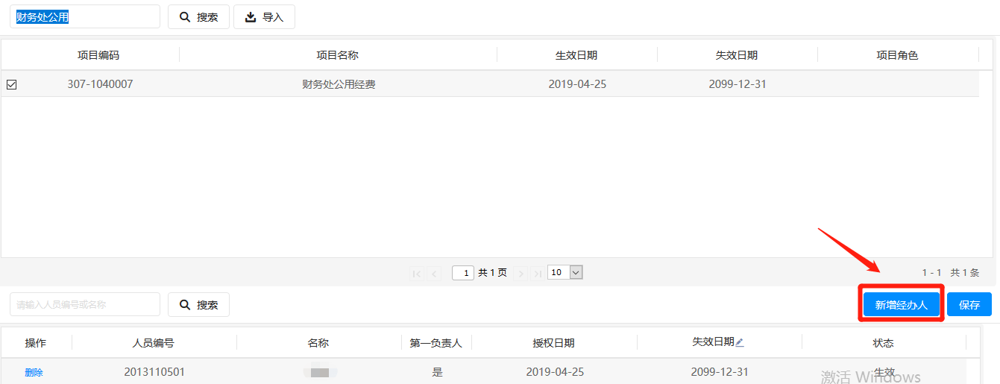 财务处公用 搜索 导入
项目编码 项目名称 生效日期 失效日期 项目角色
307-1040007 财务处公用经费 2019-04-25 2099-12-31
1 共 1 页 10 1 - 1 共 1 条
请输入人员编号或名称 搜索 新增经办人 保存
操作 人员编号 名称 第一负责人 授权日期 失效日期 状态
删除 2013110501 是 2019-04-25 2099-12-31 生效
激活 Windows